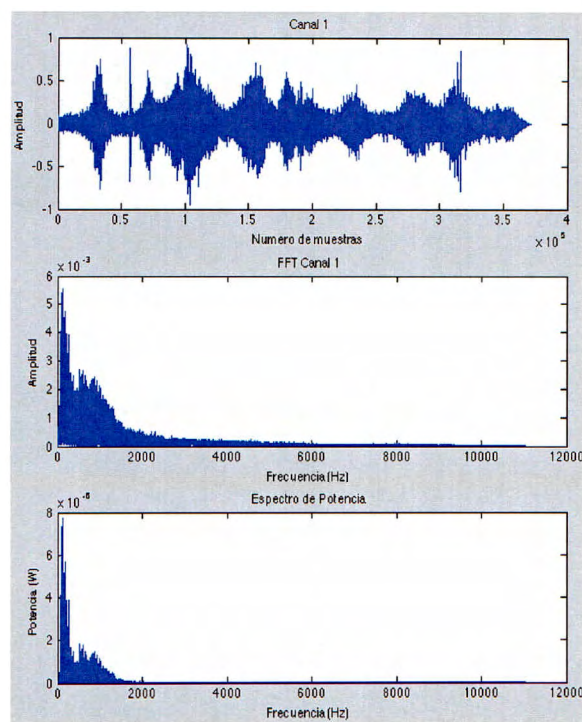 Canal 1
1
0.5
0
-0.5
-1
Amplitud
0 0.5 1 1.5 2 2.5 3 3.5 4
Numero de muestras
x 10^5
FFT Canal 1
x 10^-3
6
5
4
3
2
1
0
Amplitud
0 2000 4000 6000 8000 10000 12000
Frecuencia (Hz)
Espectro de Potencia
8
6
4
2
0
Potencia (W)
0 2000 4000 6000 8000 10000 12000
Frecuencia (Hz)